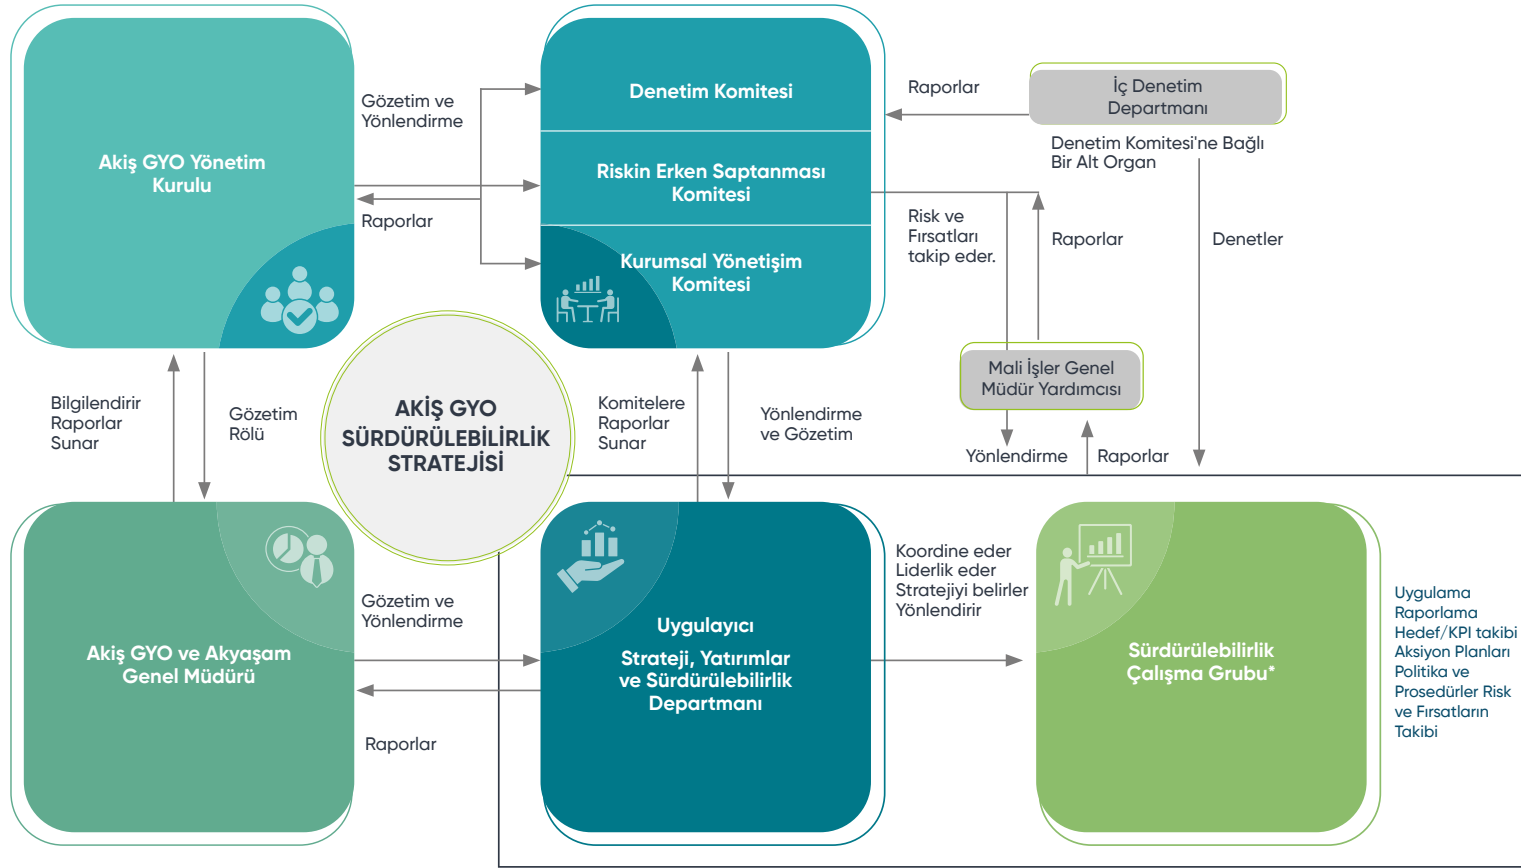 Akiş GYO Yönetim
Kurulu
Gözetim ve
Yönlendirme
Raporlar
Denetim Komitesi
Riskin Erken Saptanması
Komitesi
Kurumsal Yönetişim
Komitesi
Raporlar
İç Denetim
Departmanı
Denetim Komitesi'ne Bağlı
Bir Alt Organ
Risk ve
Fırsatları
takip eder.
Raporlar
Denetler
Mali İşler Genel
Müdür Yardımcısı
Yönlendirme
Raporlar
Bilgilendirir
Raporlar
Sunar
Gözetim
Rolü
AKİŞ GYO
SÜRDÜRÜLEBİLİRLİK
STRATEJİSİ
Komitelere
Raporlar
Sunar
Yönlendirme
ve Gözetim
Akiş GYO ve Akyaşam
Genel Müdürü
Gözetim ve
Yönlendirme
Raporlar
Uygulayıcı
Strateji, Yatırımlar
ve Sürdürülebilirlik
Departmanı
Koordine eder
Liderlik eder
Stratejiyi belirler
Yönlendirir
Sürdürülebilirlik
Çalışma Grubu*
Uygulama
Raporlama
Hedef/KPI takibi
Aksiyon Planları
Politika ve
Prosedürler Risk
ve Fırsatların
Takibi